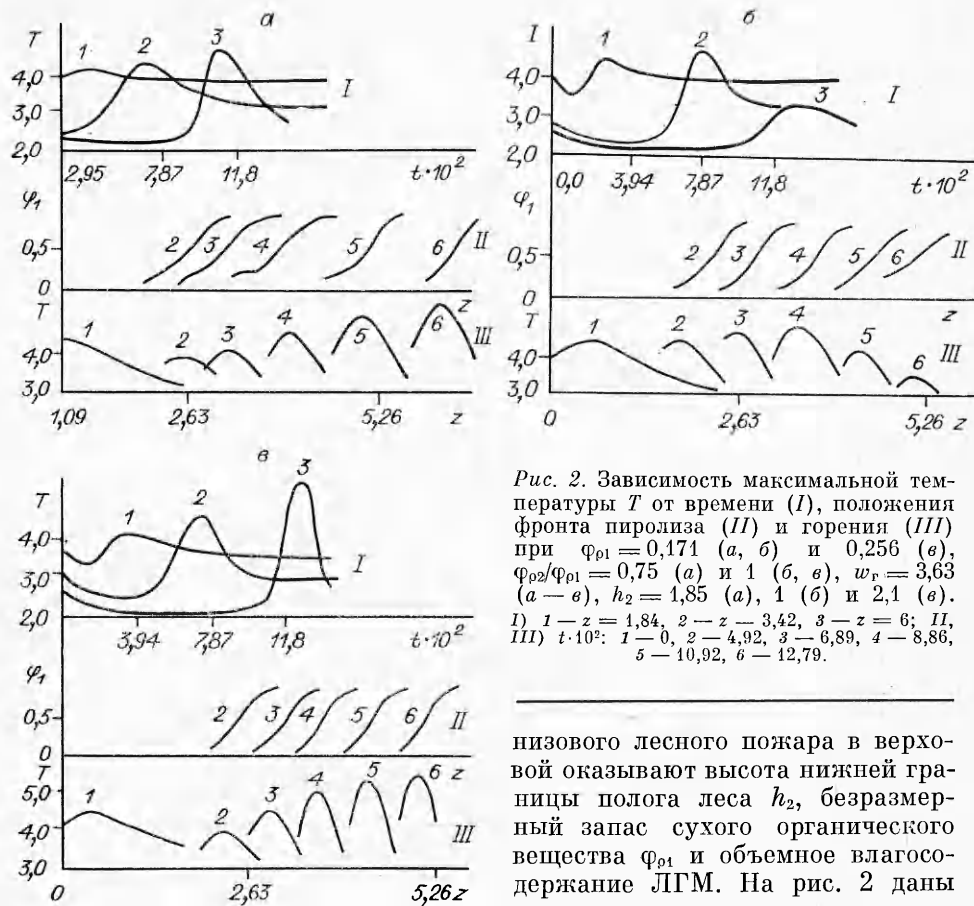 а
T
1
2
3
4,0
I
3,0
2,0
2,95
7,87
11,8
t·10²
φ₁
0,5
2
3
4
5
6
II
0
T
z
1
2
3
4
5
6
III
4,0
3,0
1,09
2,63
5,26
z
б
I
1
2
4,0
3
I
3,0
2,0
0,0
3,94
7,87
11,8
t·10²
φ₁
0,5
2
3
4
5
6
II
0
T
z
1
2
3
4
5
6
III
4,0
3,0
0
2,63
5,26
z
в
T
1
2
3
4,0
I
3,0
2,0
3,94
7,87
11,8
t·10²
φ₁
0,5
2
3
4
5
6
II
0
T
z
5,0
1
2
3
4
5
6
III
4,0
3,0
0
2,63
5,26 z
Рис. 2. Зависимость максимальной тем-
пературы T от времени (I), положения
фронта пиролиза (II) и горения (III)
при φρ1 = 0,171 (а, б) и 0,256 (в),
φρ2/φρ1 = 0,75 (а) и 1 (б, в), wг = 3,63
(а — в), h₂ = 1,85 (а), 1 (б) и 2,1 (в).
I) 1 — z = 1,84, 2 — z — 3,42, 3 — z = 6; II,
III) t·10²: 1 — 0, 2 — 4,92, 3 — 6,89, 4 — 8,86,
5 — 10,92, 6 — 12,79.
низового лесного пожара в верхо-
вой оказывают высота нижней гра-
ницы полога леса h₂, безразмер-
ный запас сухого органического
вещества φρ1 и объемное влагосо-
держание ЛГМ. На рис. 2 даны